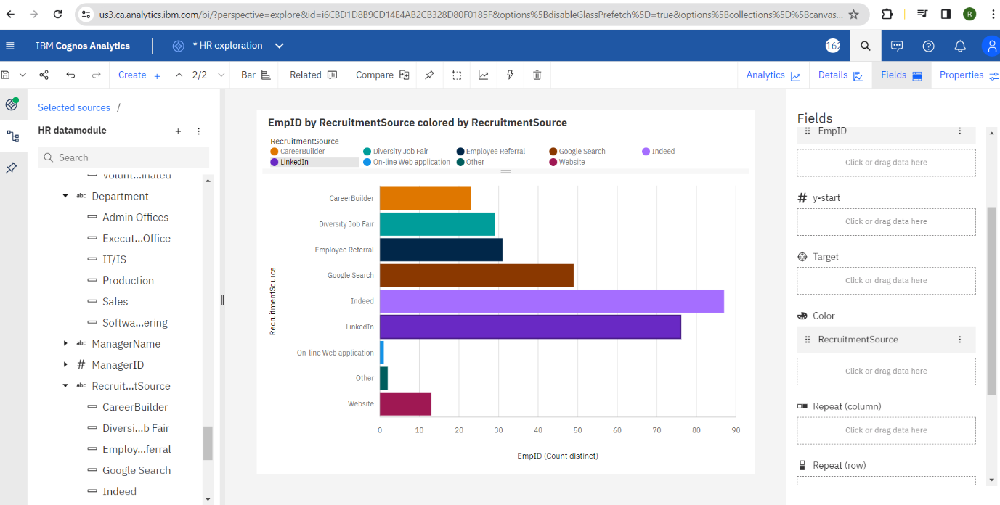 us3.ca.analytics.ibm.com/bi/?perspective=explore&id=i6CBD1D8B9CD14E4AB2CB328D80F0185F&options%5BdisableGlassPrefetch%5D=true&options%5Bcollections%5D%5Bcanvas... R
IBM Cognos Analytics * HR exploration 162
Create + 2/2 Bar Related Compare Analytics Details Fields Properties
Selected sources /
HR datamodule
Search
Volunt...inated
abc Department
Admin Offices
Execut...Office
IT/IS
Production
Sales
Softwa...ering
abc ManagerName
# ManagerID
abc Recruit...tSource
CareerBuilder
Diversi...b Fair
Employ...ferral
Google Search
Indeed
EmpID by RecruitmentSource colored by RecruitmentSource
RecruitmentSource
CareerBuilder Diversity Job Fair Employee Referral Google Search Indeed
LinkedIn On-line Web application Other Website
RecruitmentSource
CareerBuilder
Diversity Job Fair
Employee Referral
Google Search
Indeed
LinkedIn
On-line Web application
Other
Website
0 10 20 30 40 50 60 70 80 90
EmpID (Count distinct)
Fields
EmpID
Click or drag data here
# y-start
Click or drag data here
Target
Click or drag data here
Color
RecruitmentSource
Click or drag data here
Repeat (column)
Click or drag data here
Repeat (row)